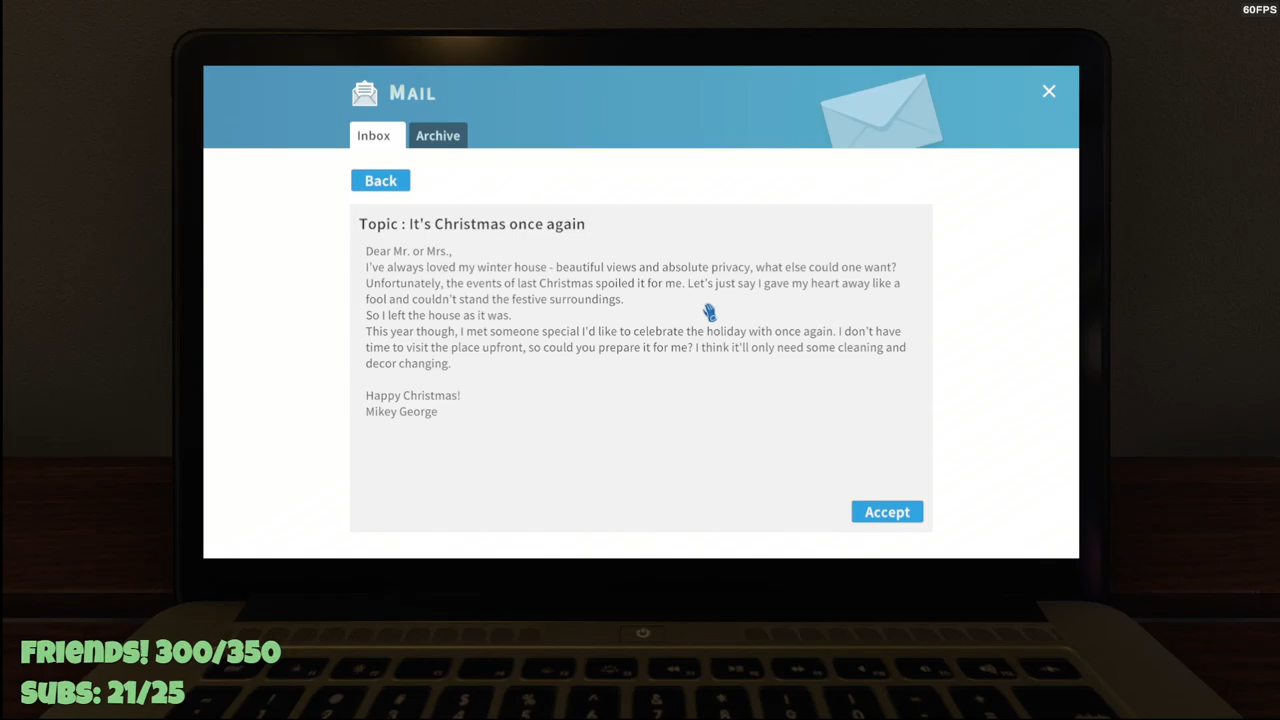 60FPS
Mail
Inbox
Archive
Back
Topic : It's Christmas once again
Dear Mr. or Mrs.,
I've always loved my winter house - beautiful views and absolute privacy, what else could one want?
Unfortunately, the events of last Christmas spoiled it for me. Let's just say I gave my heart away like a
fool and couldn't stand the festive surroundings.
So I left the house as it was.
This year though, I met someone special I'd like to celebrate the holiday with once again. I don't have
time to visit the place upfront, so could you prepare it for me? I think it'll only need some cleaning and
decor changing.
Happy Christmas!
Mikey George
Accept
Friends! 300/350
Subs: 21/25